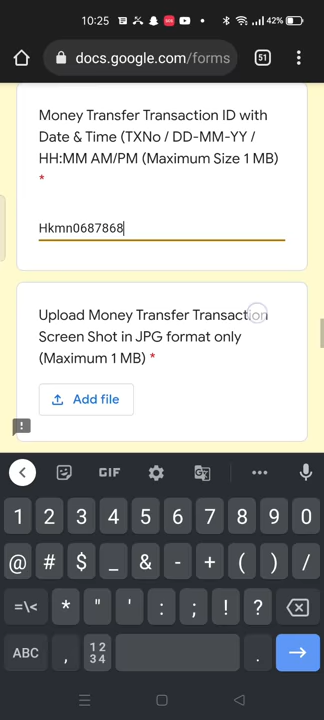 10:25
42%
docs.google.com/forms
51
Money Transfer Transaction ID with
Date & Time (TXNo / DD-MM-YY /
HH:MM AM/PM (Maximum Size 1 MB)
*
Hkmn0687868
Upload Money Transfer Transaction
Screen Shot in JPG format only
(Maximum 1 MB) *
Add file
GIF
1 2 3 4 5 6 7 8 9 0
@ # $ _ & - + ( ) /
=\< * " ' : ; ! ?
ABC , 12 34 .